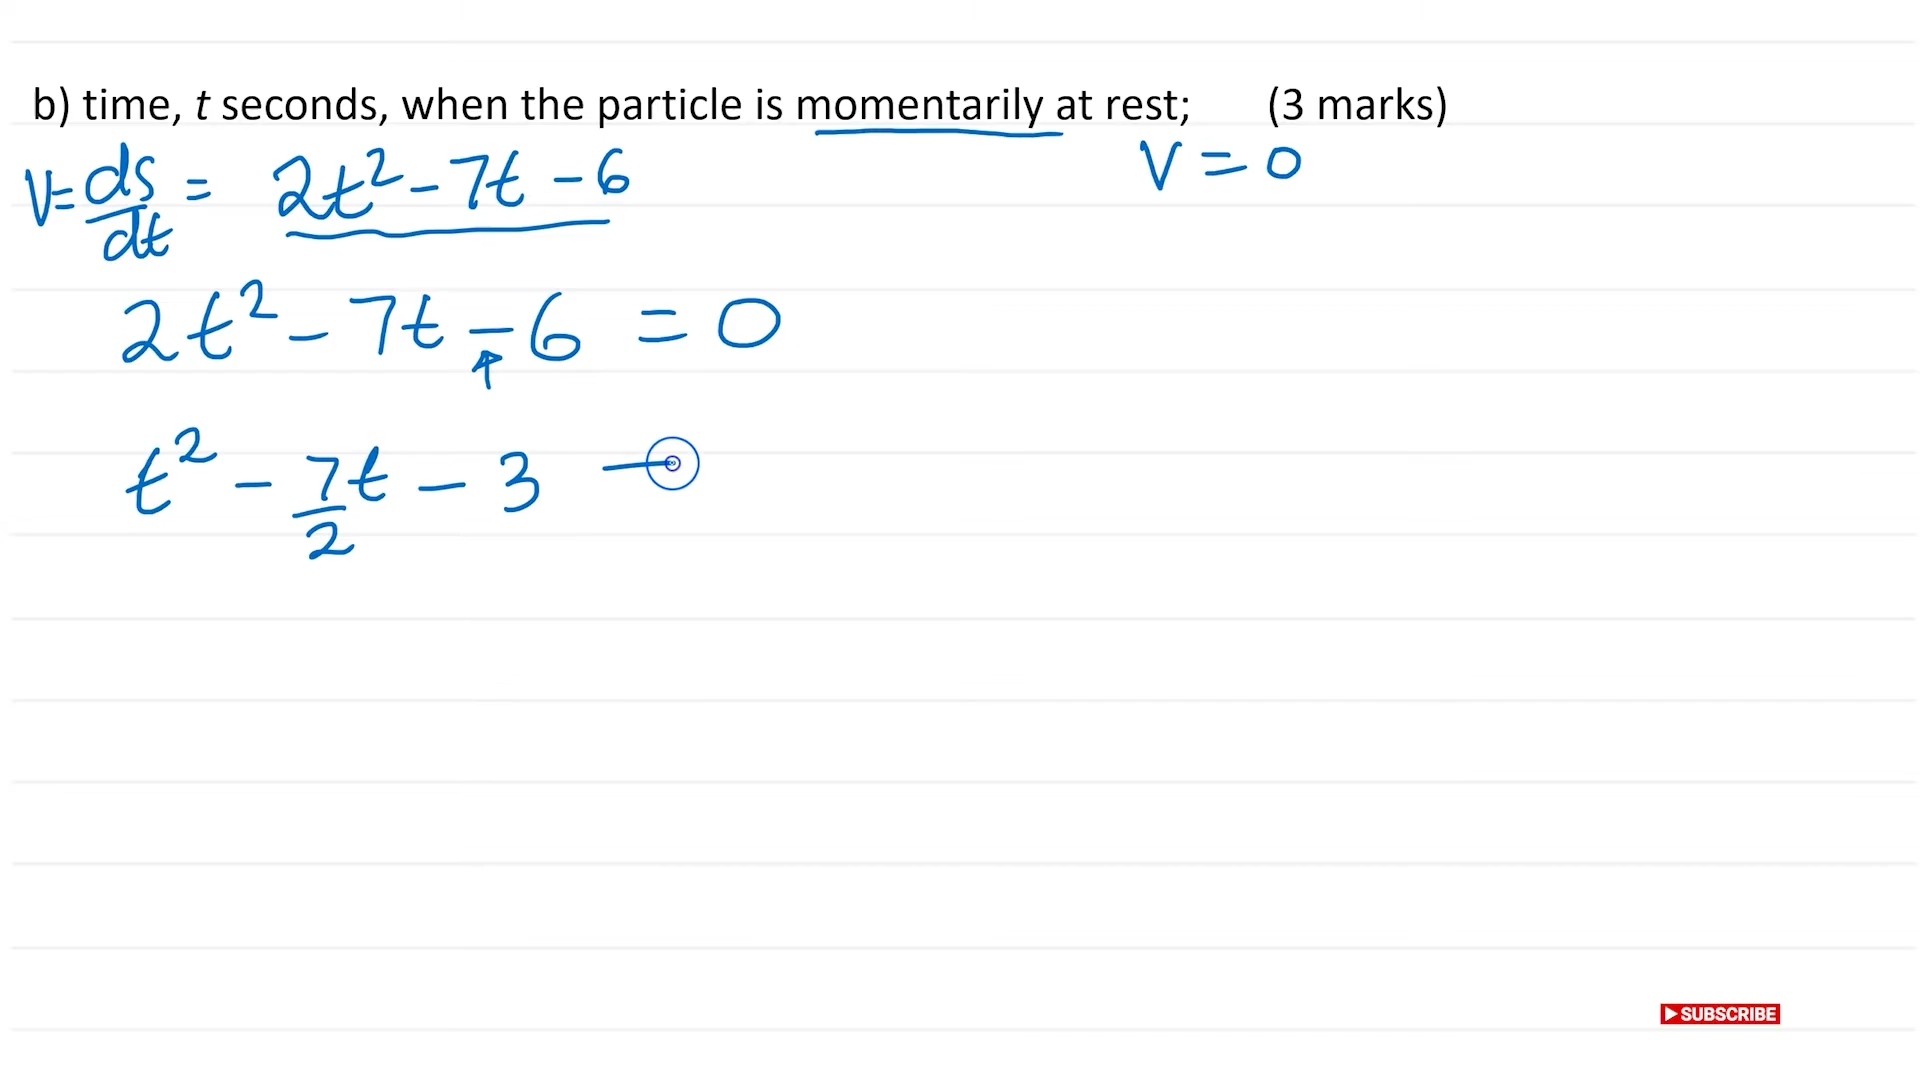 b) time, t seconds, when the particle is momentarily at rest; (3 marks)
V = ds/dt = 2t² - 7t - 6
V = 0
2t² - 7t - 6 = 0
t² - 7/2 t - 3 -
SUBSCRIBE